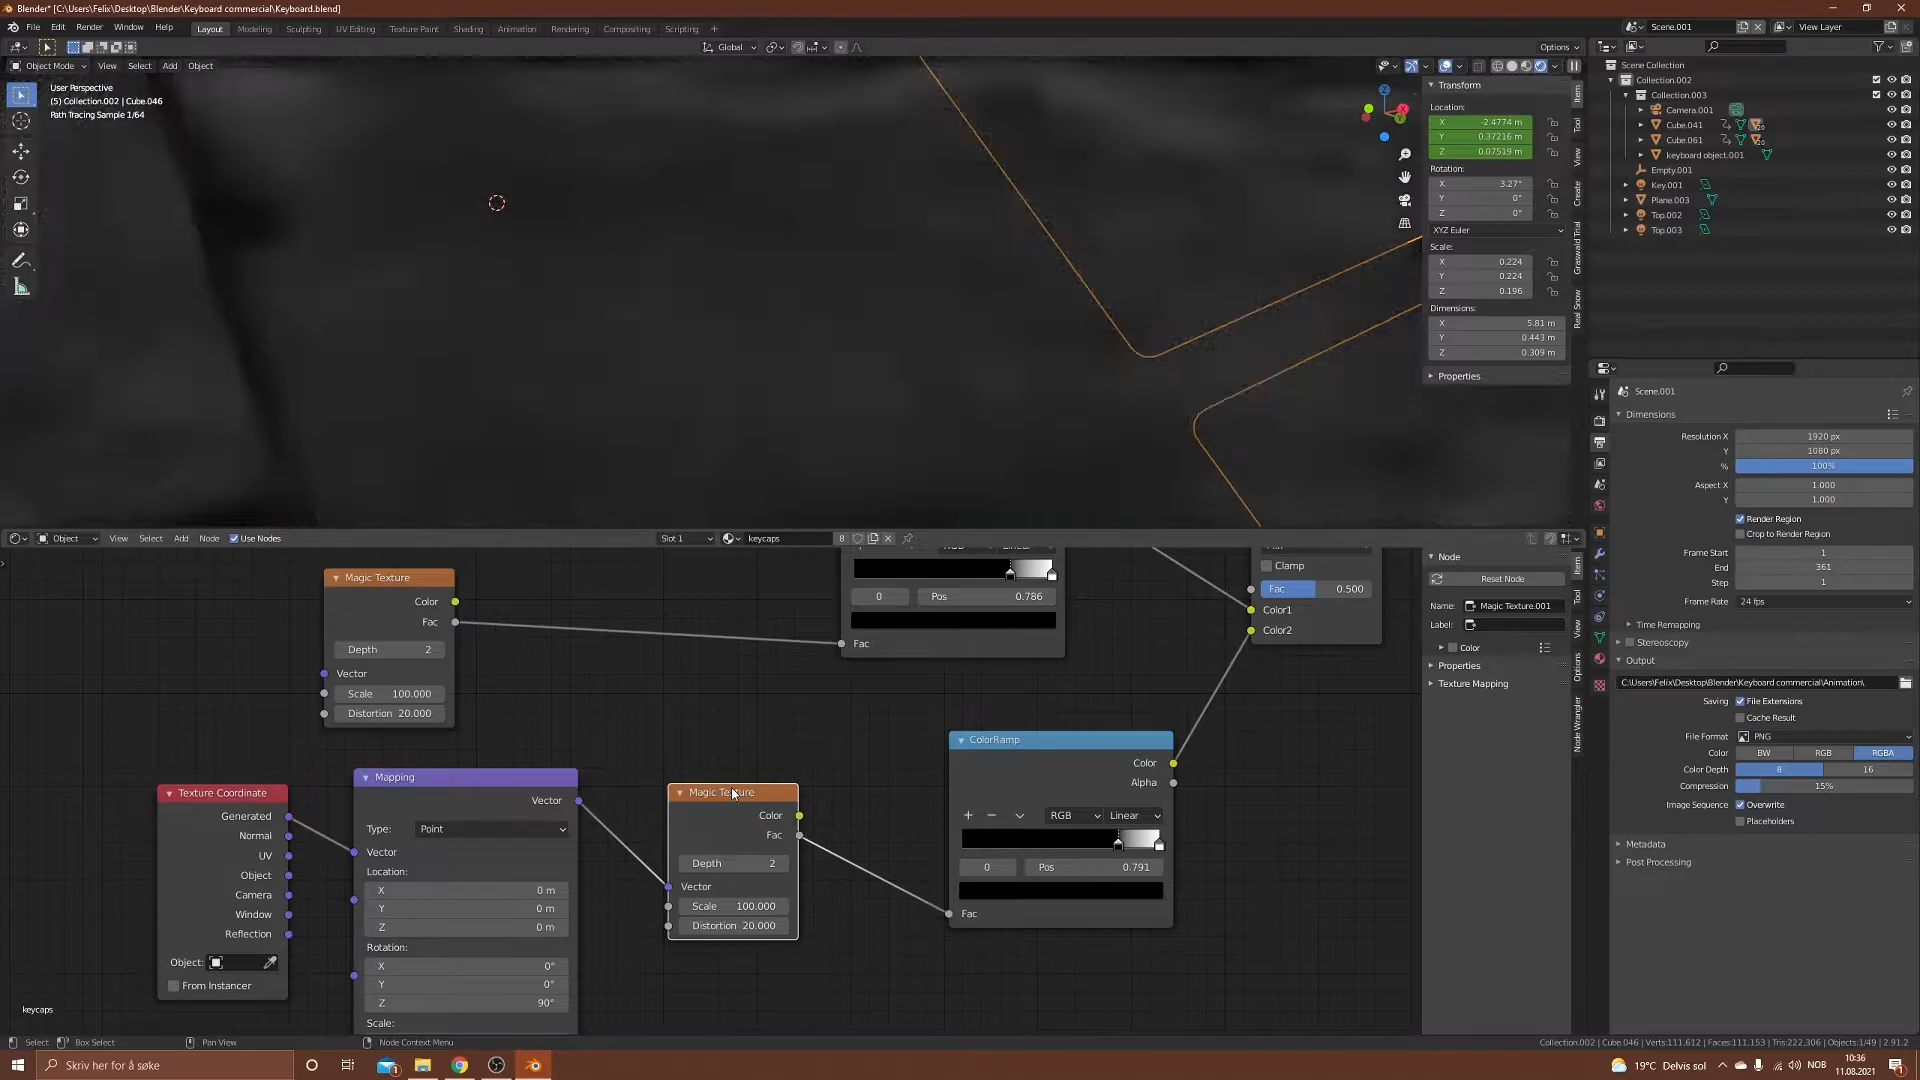 Blender* [C:\Users\Felix\Desktop\Blender\Keyboard commercial\Keyboard.blend]
File Edit Render Window Help Layout Modeling Sculpting UV Editing Texture Paint Shading Animation Rendering Compositing Scripting + Scene.001 View Layer
Global Options
Object Mode View Select Add Object
User Perspective
(5) Collection.002 | Cube.046
Path Tracing Sample 1/64
Transform
Location:
X -2.4774 m
Y 0.37216 m
Z 0.07519 m
Rotation:
X 3.27°
Y 0°
Z 0°
XYZ Euler
Scale:
X 0.224
Y 0.224
Z 0.196
Dimensions:
X 5.81 m
Y 0.443 m
Z 0.309 m
Properties
Item
Tool
View
Create
Graswald Trial
Real Snow
Scene Collection
Collection.002
Collection.003
Camera.001
Cube.041
Cube.061
keyboard object.001
Empty.001
Key.001
Plane.003
Top.002
Top.003
Scene.001
Dimensions
Resolution X 1920 px
Y 1080 px
% 100%
Aspect X 1.000
Y 1.000
Render Region
Crop to Render Region
Frame Start 1
End 361
Step 1
Frame Rate 24 fps
Time Remapping
Stereoscopy
Output
C:\Users\Felix\Desktop\Blender\Keyboard commercial\Animation\
Saving File Extensions
Cache Result
File Format PNG
Color BW RGB RGBA
Color Depth 8 16
Compression 15%
Image Sequence Overwrite
Placeholders
Metadata
Post Processing
Object View Select Add Node Use Nodes Slot 1 keycaps 8
Magic Texture
Color
Fac
Depth 2
Vector
Scale 100.000
Distortion 20.000
0 Pos 0.786
Fac
Clamp
Fac 0.500
Color1
Color2
Texture Coordinate
Generated
Normal
UV
Object
Camera
Window
Reflection
Object:
From Instancer
Mapping
Vector
Type: Point
Vector
Location:
X 0 m
Y 0 m
Z 0 m
Rotation:
X 0°
Y 0°
Z 90°
Scale:
Magic Texture
Color
Fac
Depth 2
Vector
Scale 100.000
Distortion 20.000
ColorRamp
Color
Alpha
RGB Linear
0 Pos 0.791
Fac
Node
Reset Node
Name: Magic Texture.001
Label:
Color
Properties
Texture Mapping
Item
Tool
View
Options
Node Wrangler
keycaps
Select Box Select Pan View Node Context Menu Collection.002 | Cube.046 | Verts:111,612 | Faces:111,153 | Tris:222,306 | Objects:1/49 | 2.91.2
Skriv her for å søke 19°C Delvis sol NOB 10:36
11.08.2021